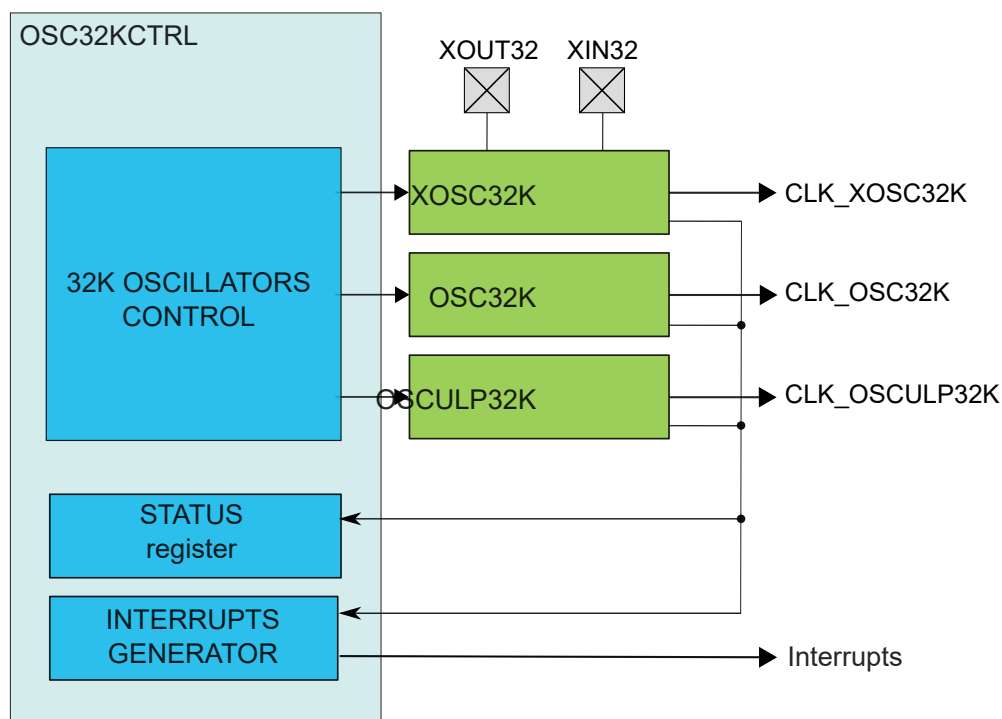 OSC32KCTRL
XOUT32
XIN32
XOSC32K
CLK_XOSC32K
32K OSCILLATORS
CONTROL
OSC32K
CLK_OSC32K
OSCULP32K
CLK_OSCULP32K
STATUS
register
INTERRUPTS
GENERATOR
Interrupts